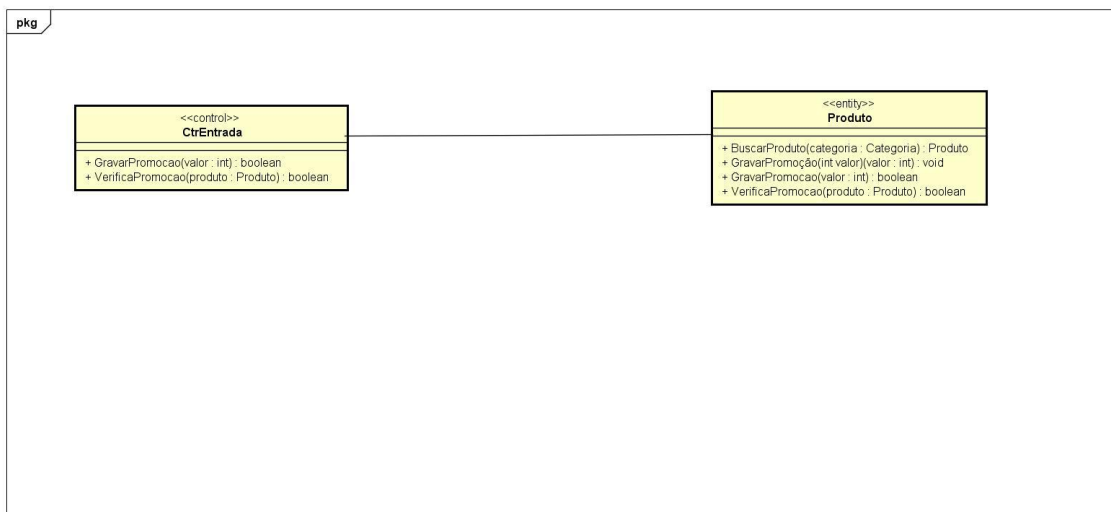 pkg
<<control>>
CtrEntrada
+ GravarPromocao(valor : int) : boolean
+ VerificaPromocao(produto : Produto) : boolean
<<entity>>
Produto
+ BuscarProduto(categoria : Categoria) : Produto
+ GravarPromoção(int valor)(valor : int) : void
+ GravarPromocao(valor : int) : boolean
+ VerificaPromocao(produto : Produto) : boolean